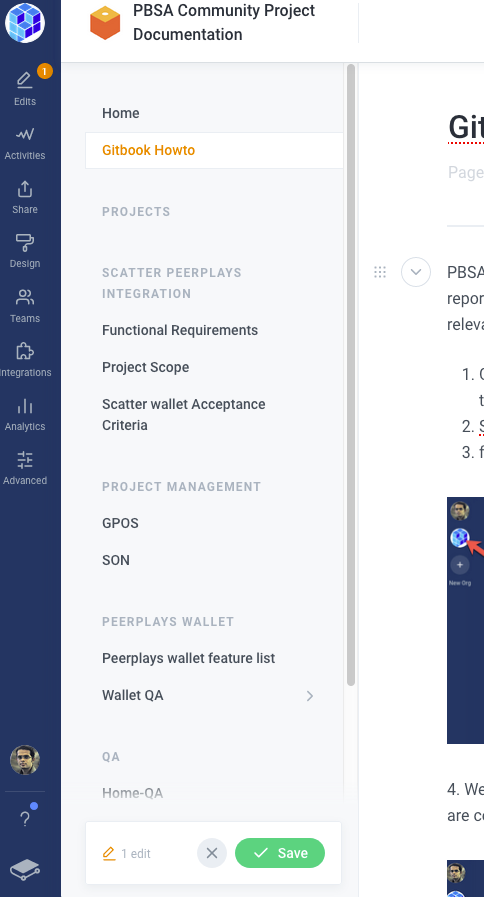 PBSA Community Project
Documentation
1
Edits
Activities
Share
Design
Teams
Integrations
Analytics
Advanced
?
Home
Gitbook Howto
PROJECTS
SCATTER PEERPLAYS
INTEGRATION
Functional Requirements
Project Scope
Scatter wallet Acceptance
Criteria
PROJECT MANAGEMENT
GPOS
SON
PEERPLAYS WALLET
Peerplays wallet feature list
Wallet QA
QA
Home-QA
1 edit
Save
Git
Page
PBSA
repor
releva
1.
t
2. S
3. f
New Org
4. We
are co